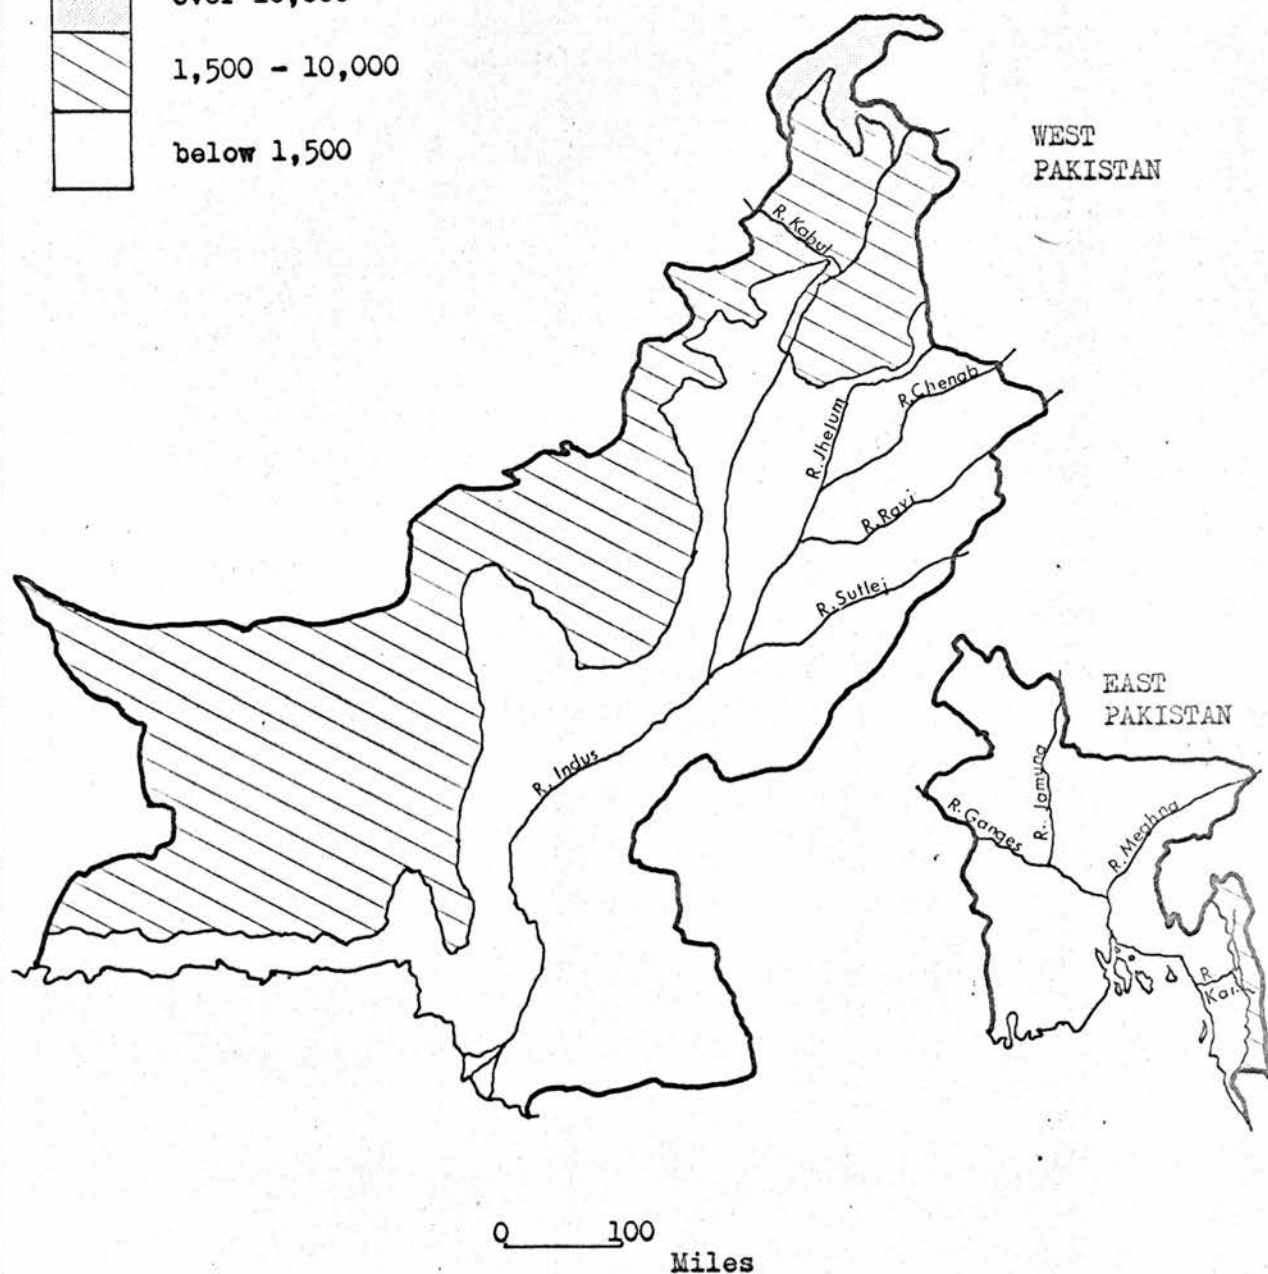 1,500 - 10,000
below 1,500
WEST
PAKISTAN
R. Kabul
R. Chenab
R. Jhelum
R. Ravi
R. Sutlej
R. Indus
EAST
PAKISTAN
R. Jamuna
R. Ganges
R. Meghna
R.
Kar.
0 100
Miles